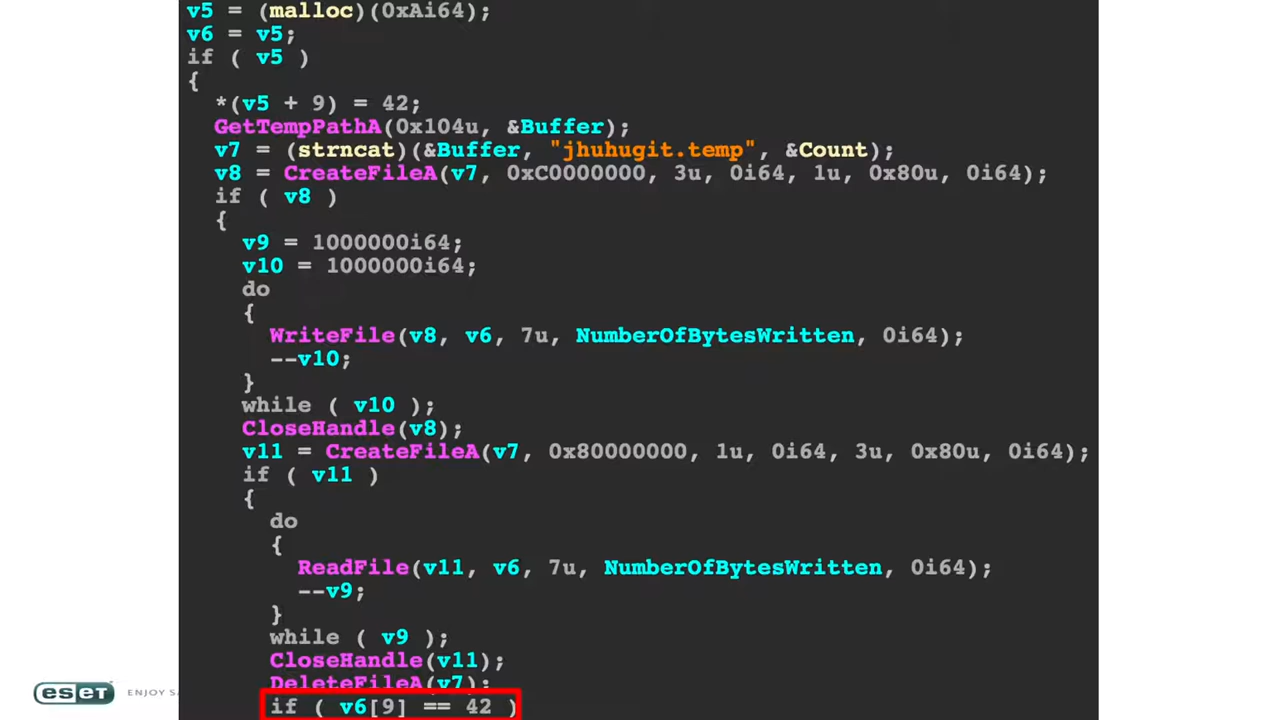 v5 = (malloc)(0xAi64);
v6 = v5;
if ( v5 )
{
*(v5 + 9) = 42;
GetTempPathA(0x104u, &Buffer);
v7 = (strncat)(&Buffer, "jhuhugit.temp", &Count);
v8 = CreateFileA(v7, 0xC0000000, 3u, 0i64, 1u, 0x80u, 0i64);
if ( v8 )
{
v9 = 1000000i64;
v10 = 1000000i64;
do
{
WriteFile(v8, v6, 7u, NumberOfBytesWritten, 0i64);
--v10;
}
while ( v10 );
CloseHandle(v8);
v11 = CreateFileA(v7, 0x80000000, 1u, 0i64, 3u, 0x80u, 0i64);
if ( v11 )
{
do
{
ReadFile(v11, v6, 7u, NumberOfBytesWritten, 0i64);
--v9;
}
while ( v9 );
CloseHandle(v11);
DeleteFileA(v7);
if ( v6[9] == 42 )
eset ENJOY